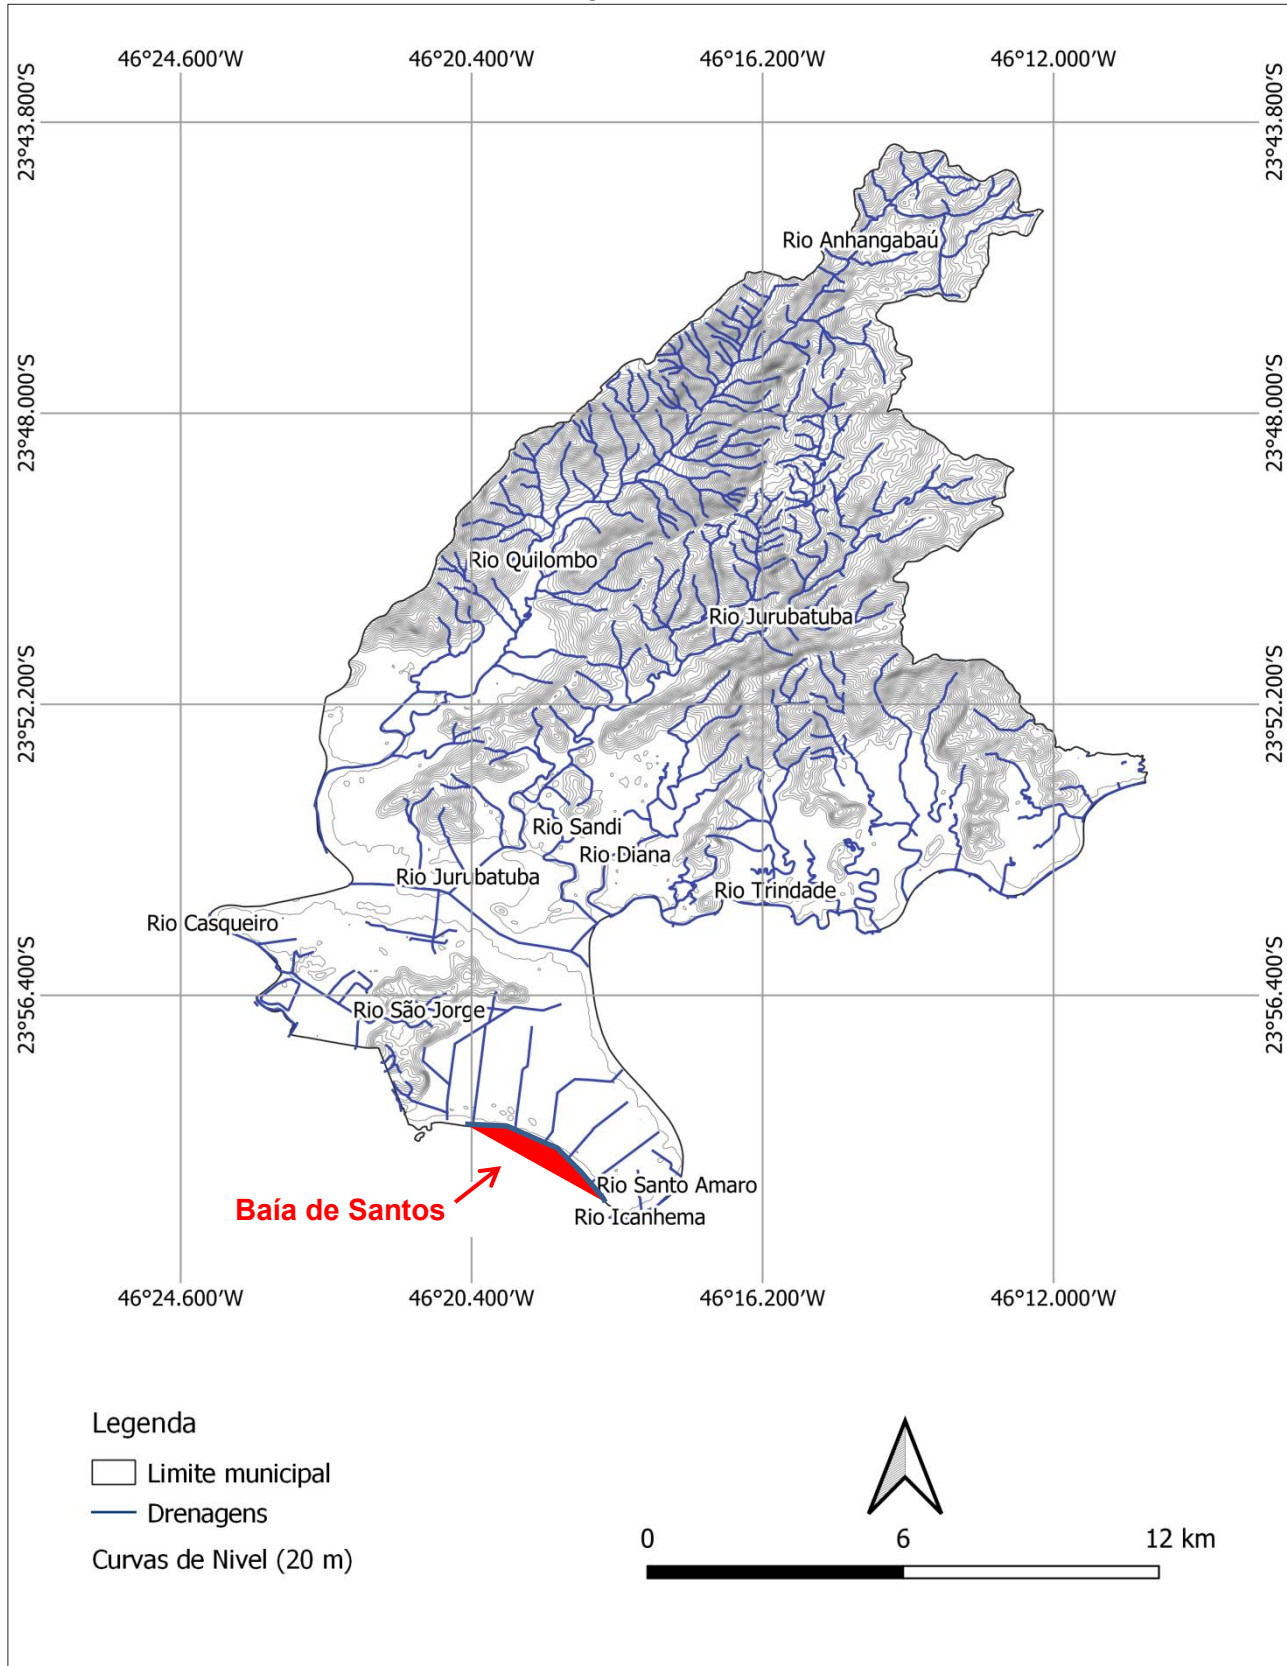 46°24.600'W 46°20.400'W 46°16.200'W 46°12.000'W
23°43.800'S 23°43.800'S
Rio Anhangabaú
23°48.000'S 23°48.000'S
Rio Quilombo
Rio Jurubatuba
23°52.200'S 23°52.200'S
Rio Sandi
Rio Diana
Rio Jurubatuba
Rio Trindade
Rio Casqueiro
23°56.400'S 23°56.400'S
Rio São Jorge
Rio Santo Amaro
Baía de Santos
Rio Icanhema
46°24.600'W 46°20.400'W 46°16.200'W 46°12.000'W
Legenda
Limite municipal
Drenagens
Curvas de Nivel (20 m)
0 6 12 km